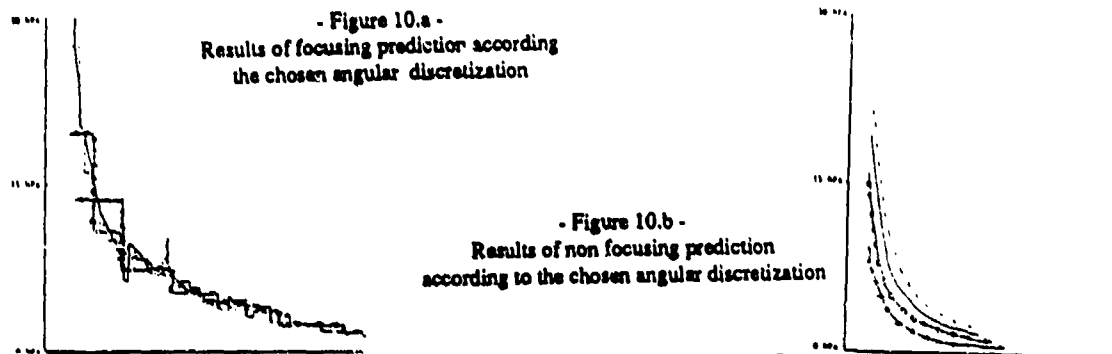 - Figure 10.a -
Results of focusing prediction according
the chosen angular discretization
- Figure 10.b -
Results of non focusing prediction
according to the chosen angular discretization